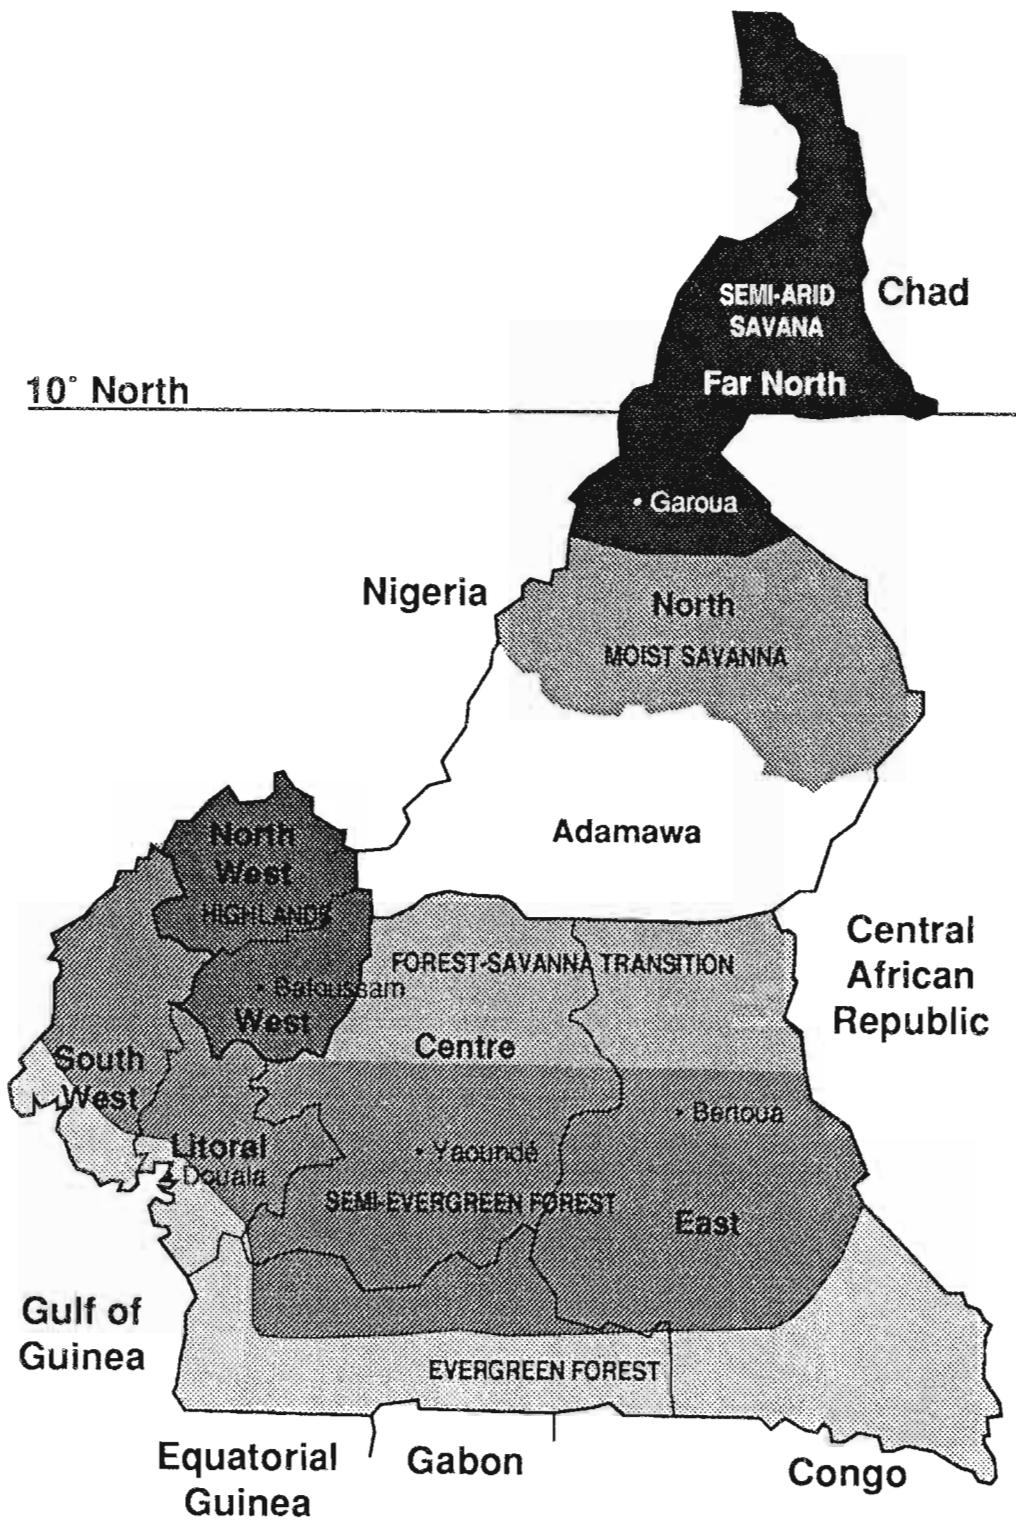 SEMI-ARID
SAVANA
Chad
Far North
10° North
Garoua
Nigeria
North
MOIST SAVANNA
Adamawa
North
West
HIGHLANDS
Central
African
Republic
FOREST-SAVANNA TRANSITION
Bafoussam
West
Centre
South
West
Bertoua
Litoral
Yaoundé
Douala
SEMI-EVERGREEN FOREST
East
Gulf of
Guinea
EVERGREEN FOREST
Equatorial
Guinea
Gabon
Congo